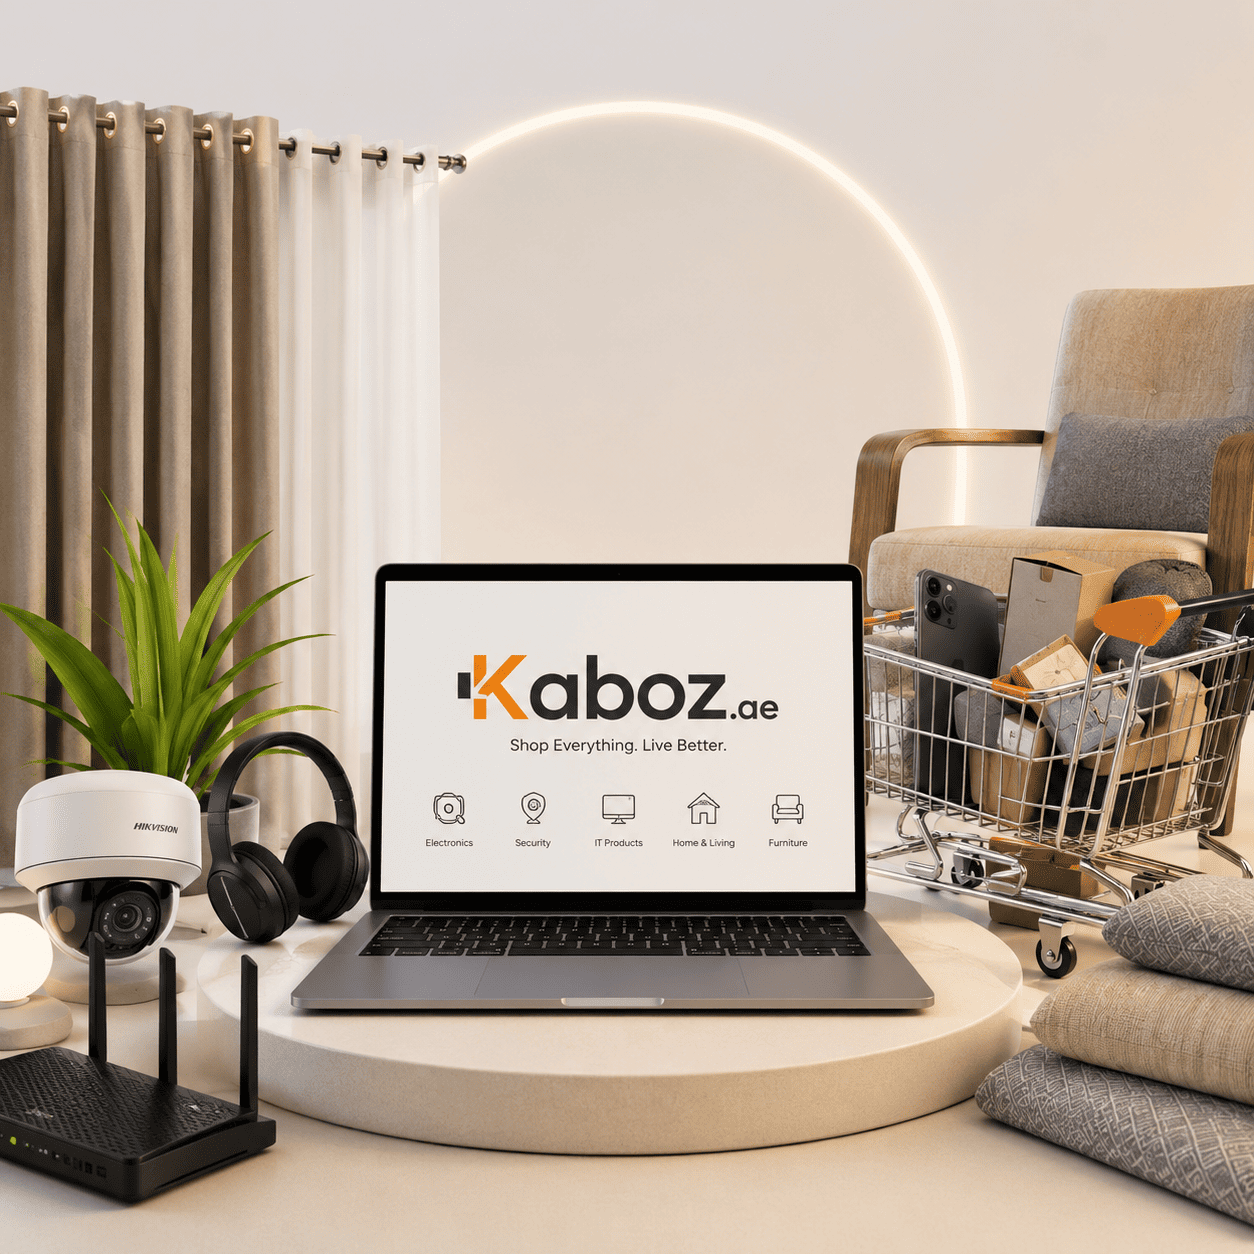 Kaboz.ae
Shop Everything. Live Better.
Electronics
Security
IT Products
Home & Living
Furniture
HIKVISION